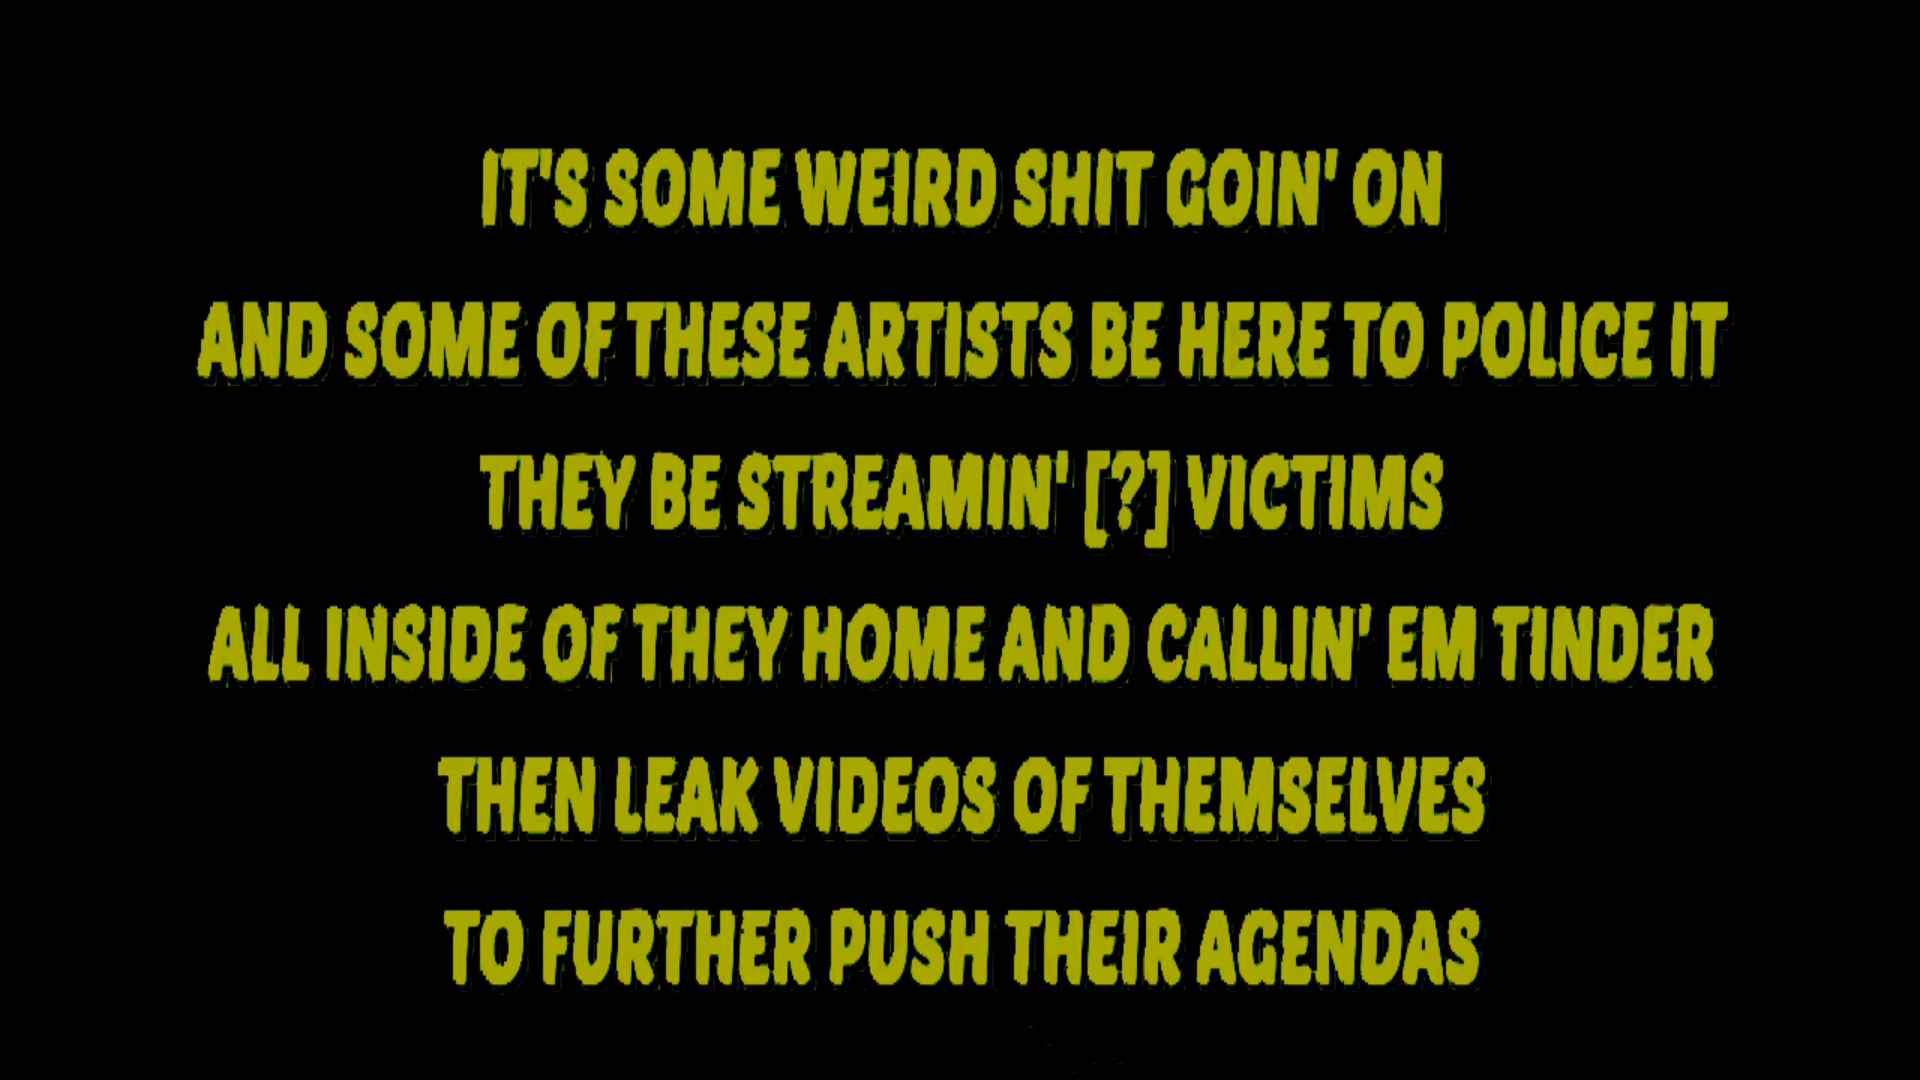 IT'S SOME WEIRD SHIT GOIN' ON
AND SOME OF THESE ARTISTS BE HERE TO POLICE IT
THEY BE STREAMIN' [?] VICTIMS
ALL INSIDE OF THEY HOME AND CALLIN' EM TINDER
THEN LEAK VIDEOS OF THEMSELVES
TO FURTHER PUSH THEIR AGENDAS